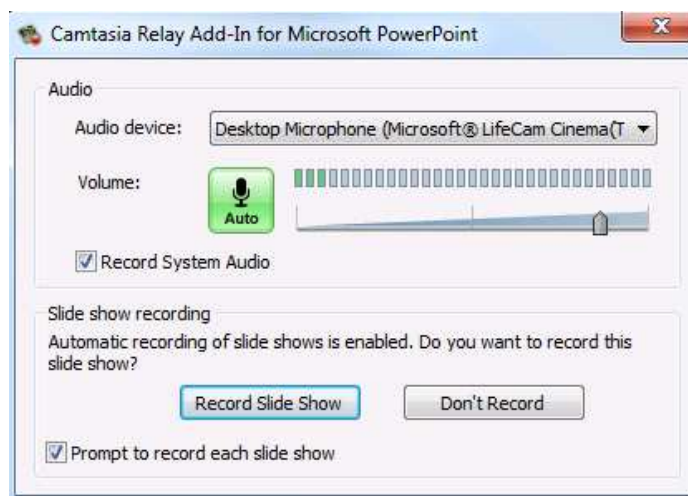 Camtasia Relay Add-In for Microsoft PowerPoint
Audio
Audio device:
Desktop Microphone (Microsoft® LifeCam Cinema(T
Volume:
Auto
Record System Audio
Slide show recording
Automatic recording of slide shows is enabled. Do you want to record this
slide show?
Record Slide Show
Don't Record
Prompt to record each slide show